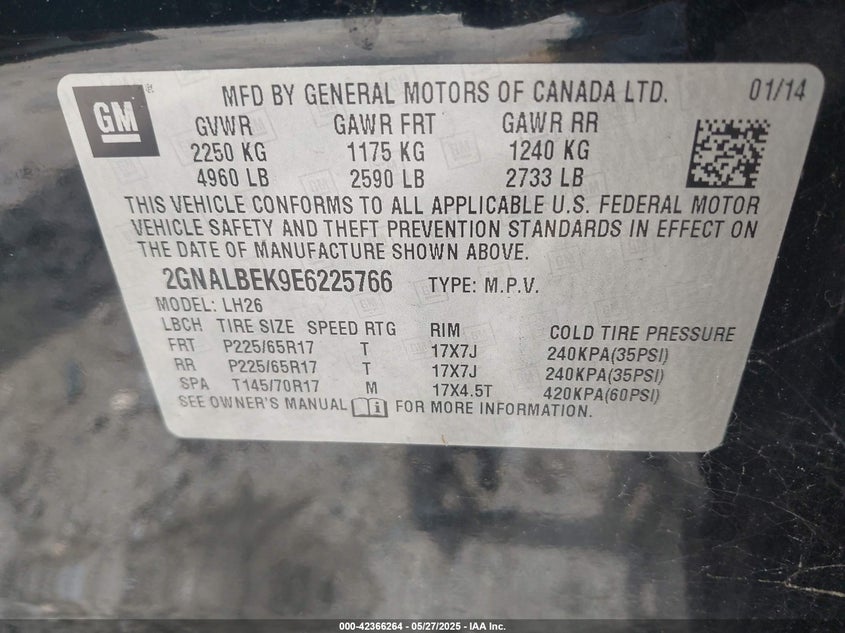 GM
MFD BY GENERAL MOTORS OF CANADA LTD. 01/14
GVWR GAWR FRT GAWR RR
2250 KG 1175 KG 1240 KG
4960 LB 2590 LB 2733 LB
THIS VEHICLE CONFORMS TO ALL APPLICABLE U.S. FEDERAL MOTOR
VEHICLE SAFETY AND THEFT PREVENTION STANDARDS IN EFFECT ON
THE DATE OF MANUFACTURE SHOWN ABOVE.
2GNALBEK9E6225766 TYPE: M.P.V.
MODEL: LH26
LBCH TIRE SIZE SPEED RTG RIM COLD TIRE PRESSURE
FRT P225/65R17 T 17X7J 240KPA(35PSI)
RR P225/65R17 T 17X7J 240KPA(35PSI)
SPA T145/70R17 M 17X4.5T 420KPA(60PSI)
SEE OWNER'S MANUAL FOR MORE INFORMATION.
000-42366264 - 05/27/2025 - IAA Inc.